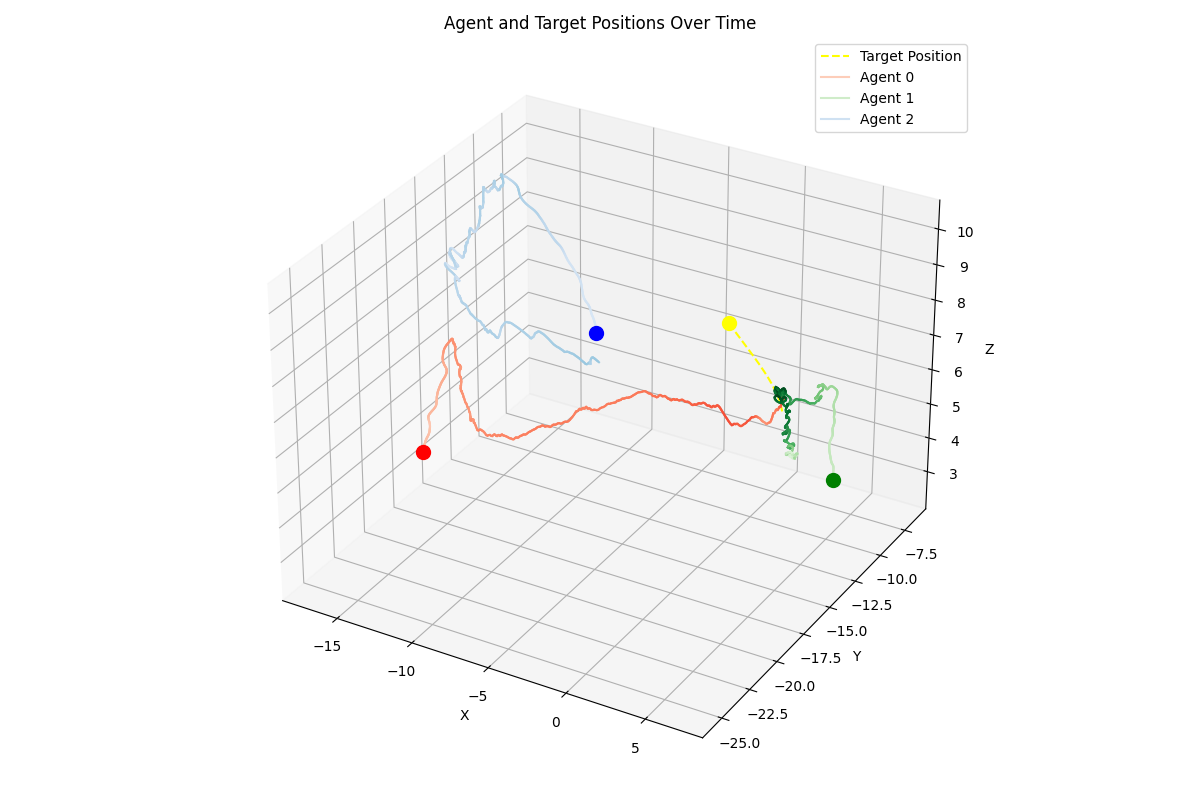 Agent and Target Positions Over Time
Target Position
Agent 0
Agent 1
Agent 2
10
9
8
7
6
5
4
3
Z
−7.5
−10.0
−12.5
−15.0
−17.5
−20.0
−22.5
−25.0
Y
−15
−10
−5
0
5
X